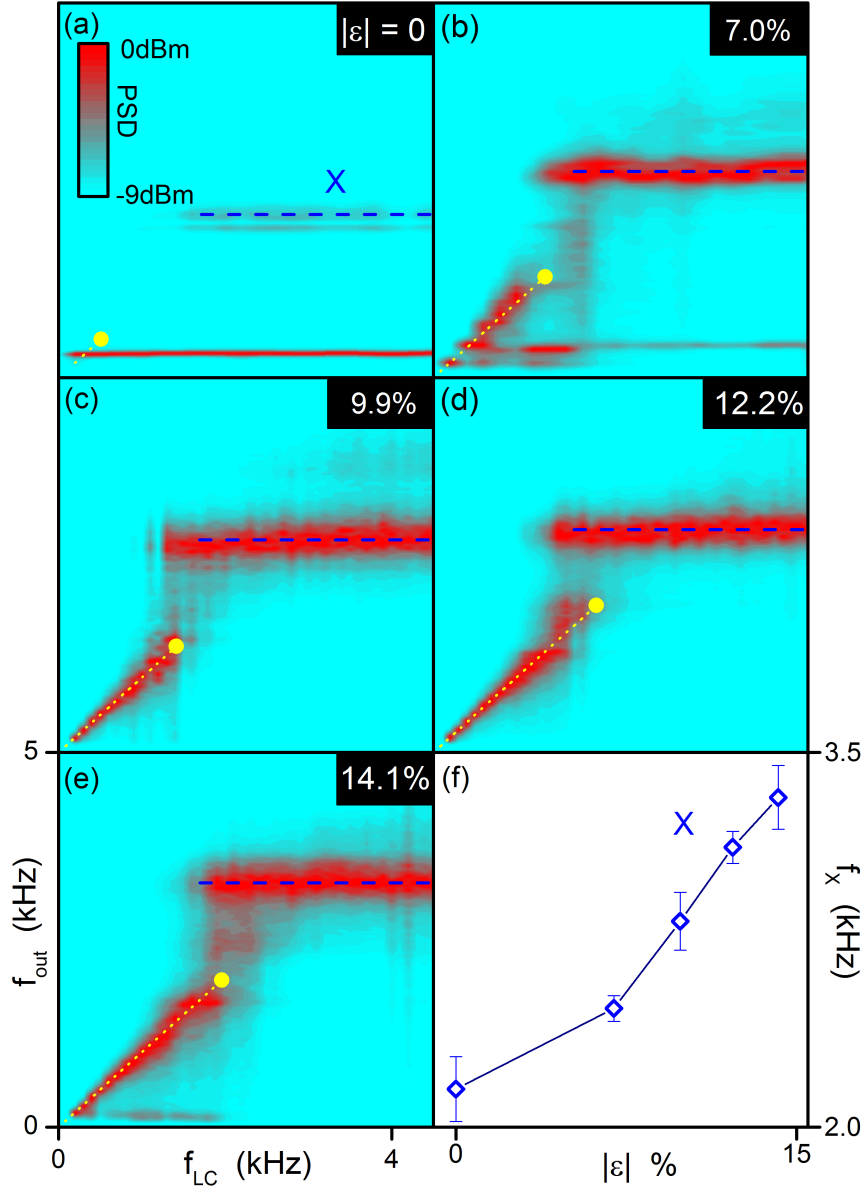 (a)
|ε| = 0
0dBm
PSD
-9dBm
X
(b)
7.0%
(c)
9.9%
(d)
12.2%
5
3.5
(e)
14.1%
(f)
X
f_out (kHz)
f_X (kHz)
0
2.0
0
4
0
15
f_LC (kHz)
|ε| %